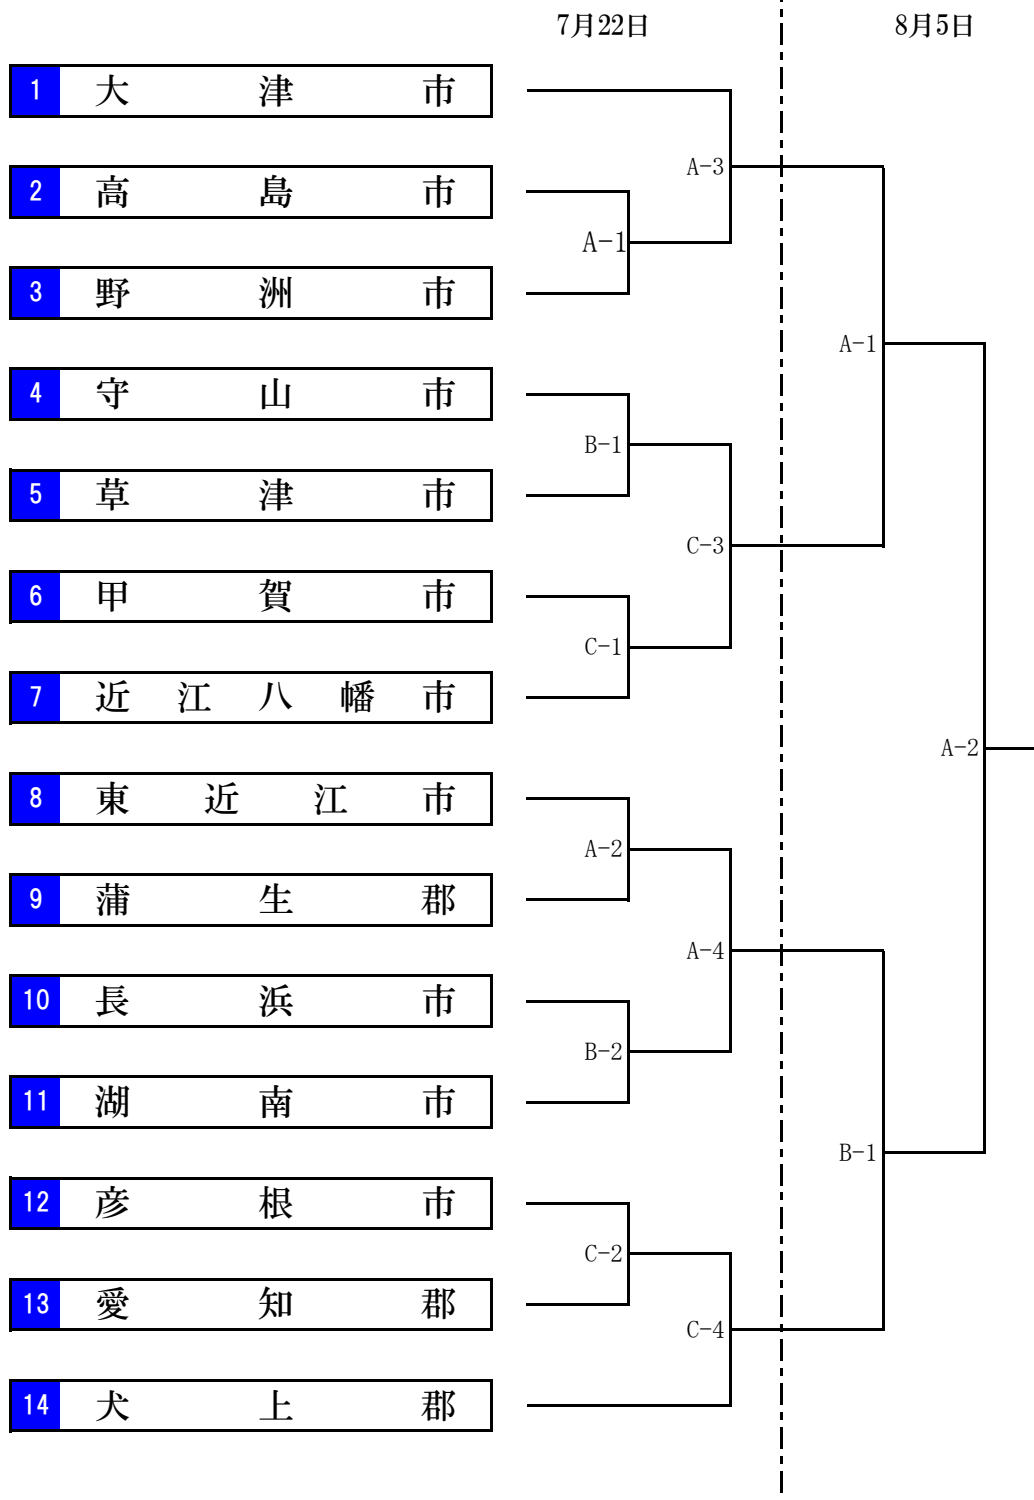 7月22日 8月5日
1 大津市
A-3
2 高島市
A-1
3 野洲市
A-1
4 守山市
B-1
5 草津市
C-3
6 甲賀市
C-1
7 近江八幡市
A-2
8 東近江市
A-2
9 蒲生郡
A-4
10 長浜市
B-2
11 湖南市
B-1
12 彦根市
C-2
13 愛知郡
C-4
14 犬上郡